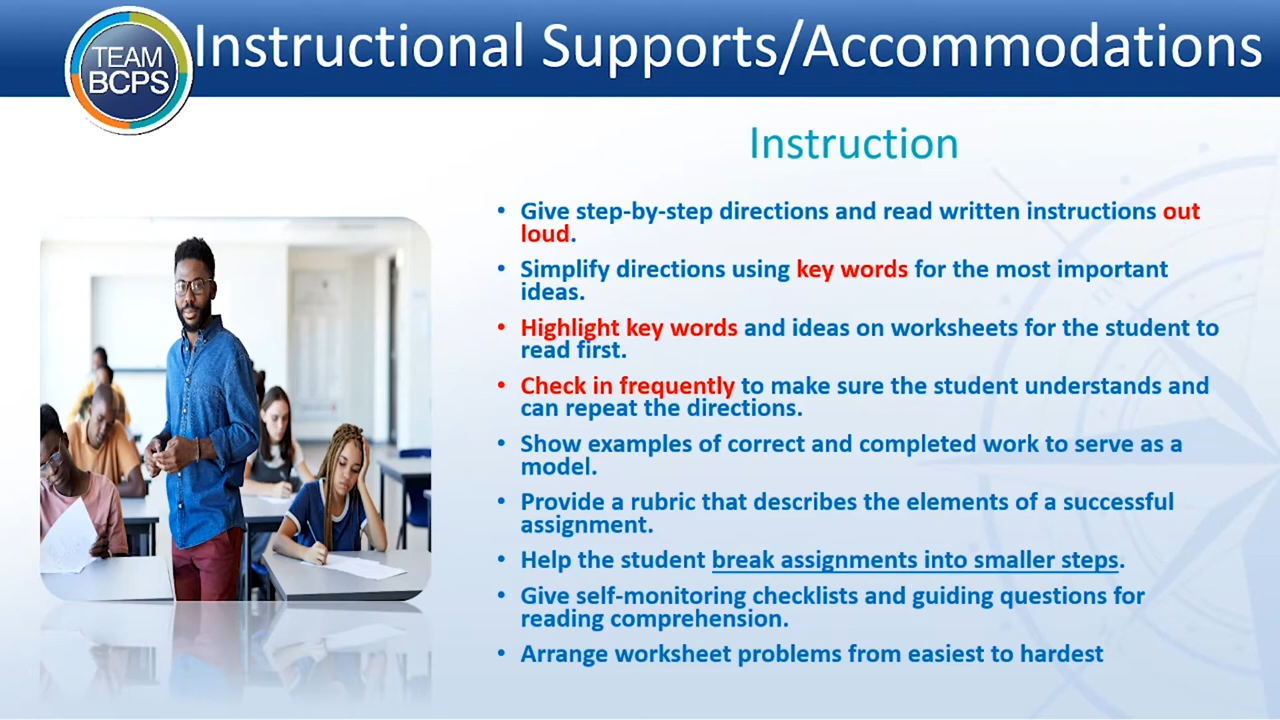 TEAM
BCPS
Instructional Supports/Accommodations
Instruction
• Give step-by-step directions and read written instructions out
loud.
• Simplify directions using key words for the most important
ideas.
• Highlight key words and ideas on worksheets for the student to
read first.
• Check in frequently to make sure the student understands and
can repeat the directions.
• Show examples of correct and completed work to serve as a
model.
• Provide a rubric that describes the elements of a successful
assignment.
• Help the student break assignments into smaller steps.
• Give self-monitoring checklists and guiding questions for
reading comprehension.
• Arrange worksheet problems from easiest to hardest